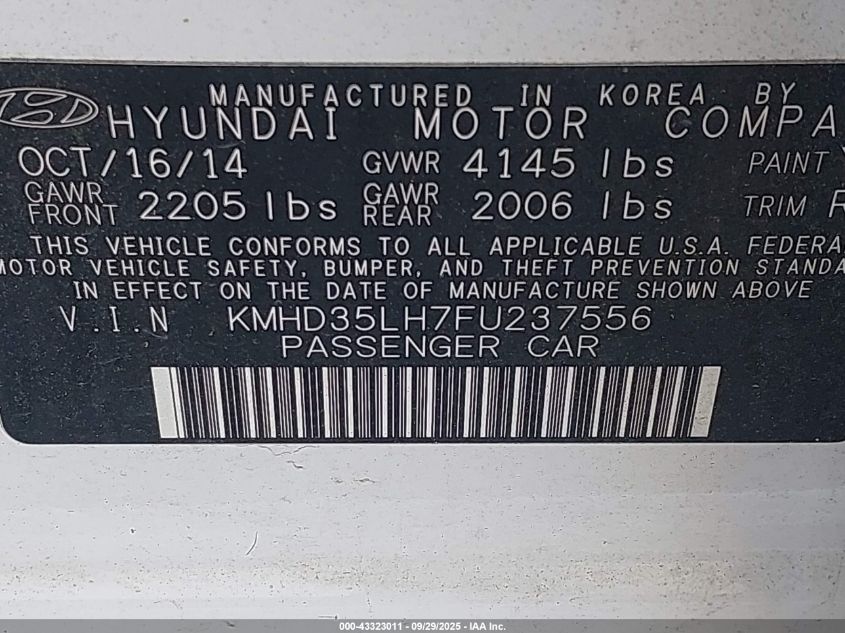 MANUFACTURED IN KOREA BY
HYUNDAI MOTOR COMPA
OCT/16/14 GVWR 4145 lbs PAINT
GAWR FRONT 2205 lbs GAWR REAR 2006 lbs TRIM
THIS VEHICLE CONFORMS TO ALL APPLICABLE U.S.A. FEDERA
MOTOR VEHICLE SAFETY, BUMPER, AND THEFT PREVENTION STANDA
IN EFFECT ON THE DATE OF MANUFACTURE SHOWN ABOVE
V.I.N KMHD35LH7FU237556
PASSENGER CAR
000-43323011 - 09/29/2025 - IAA Inc.